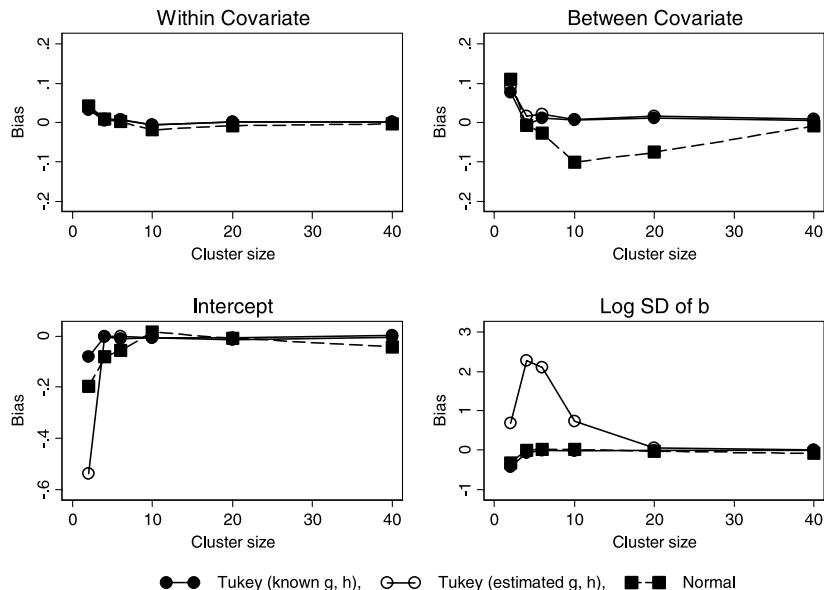 Within Covariate
Between Covariate
Bias
.2
.1
0
-.1
-.2
0 10 20 30 40
Cluster size
Bias
.2
.1
0
-.1
-.2
0 10 20 30 40
Cluster size
Intercept
Log SD of b
Bias
0
-.2
-.4
-.6
0 10 20 30 40
Cluster size
Bias
3
2
1
0
-1
0 10 20 30 40
Cluster size
Tukey (known g, h), Tukey (estimated g, h), Normal